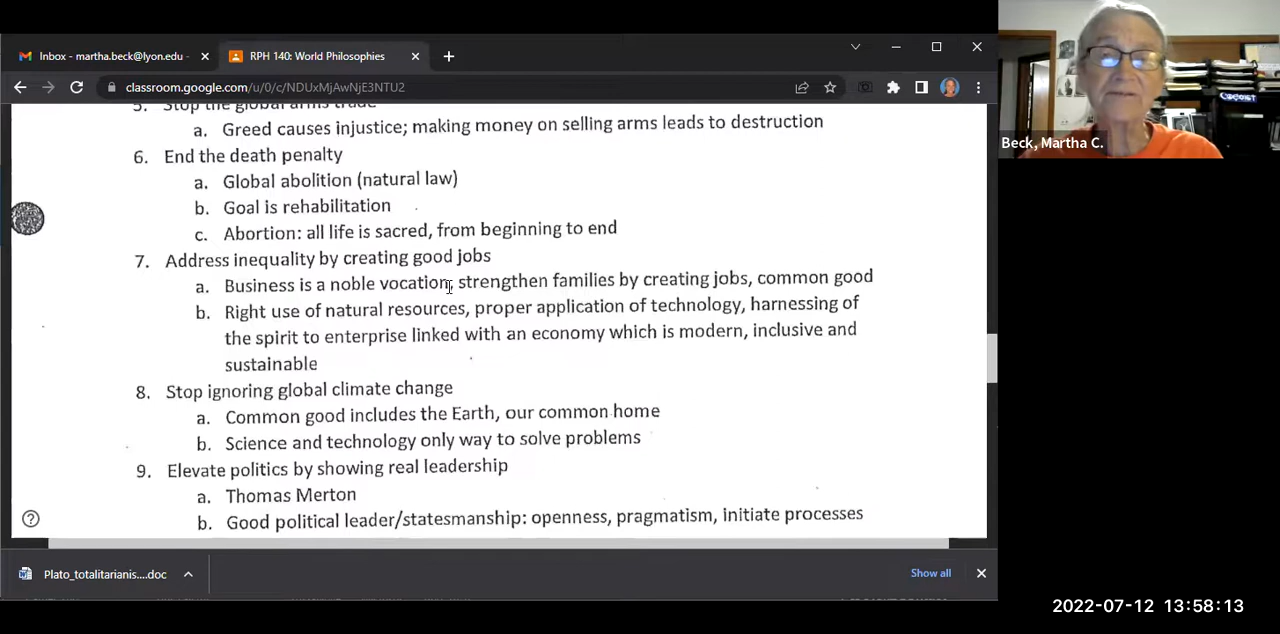 Inbox - martha.beck@lyon.edu -
RPH 140: World Philosophies
classroom.google.com/u/0/c/NDUxMjAwNjE3NTU2
5. Stop the global arms trade
a. Greed causes injustice; making money on selling arms leads to destruction
6. End the death penalty
a. Global abolition (natural law)
b. Goal is rehabilitation
c. Abortion: all life is sacred, from beginning to end
7. Address inequality by creating good jobs
a. Business is a noble vocation, strengthen families by creating jobs, common good
b. Right use of natural resources, proper application of technology, harnessing of
the spirit to enterprise linked with an economy which is modern, inclusive and
sustainable
8. Stop ignoring global climate change
a. Common good includes the Earth, our common home
b. Science and technology only way to solve problems
9. Elevate politics by showing real leadership
a. Thomas Merton
b. Good political leader/statesmanship: openness, pragmatism, initiate processes
Plato_totalitarianis....doc
Show all
Beck, Martha C.
2022-07-12 13:58:13